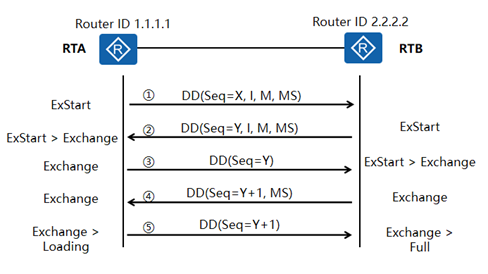 Router ID 1.1.1.1
Router ID 2.2.2.2
RTA
R
R
RTB
① DD(Seq=X, I, M, MS)
ExStart
② DD(Seq=Y, I, M, MS)
ExStart
ExStart > Exchange
③ DD(Seq=Y)
Exchange
ExStart > Exchange
④ DD(Seq=Y+1, MS)
Exchange
Exchange
⑤ DD(Seq=Y+1)
Exchange >
Loading
Exchange >
Full